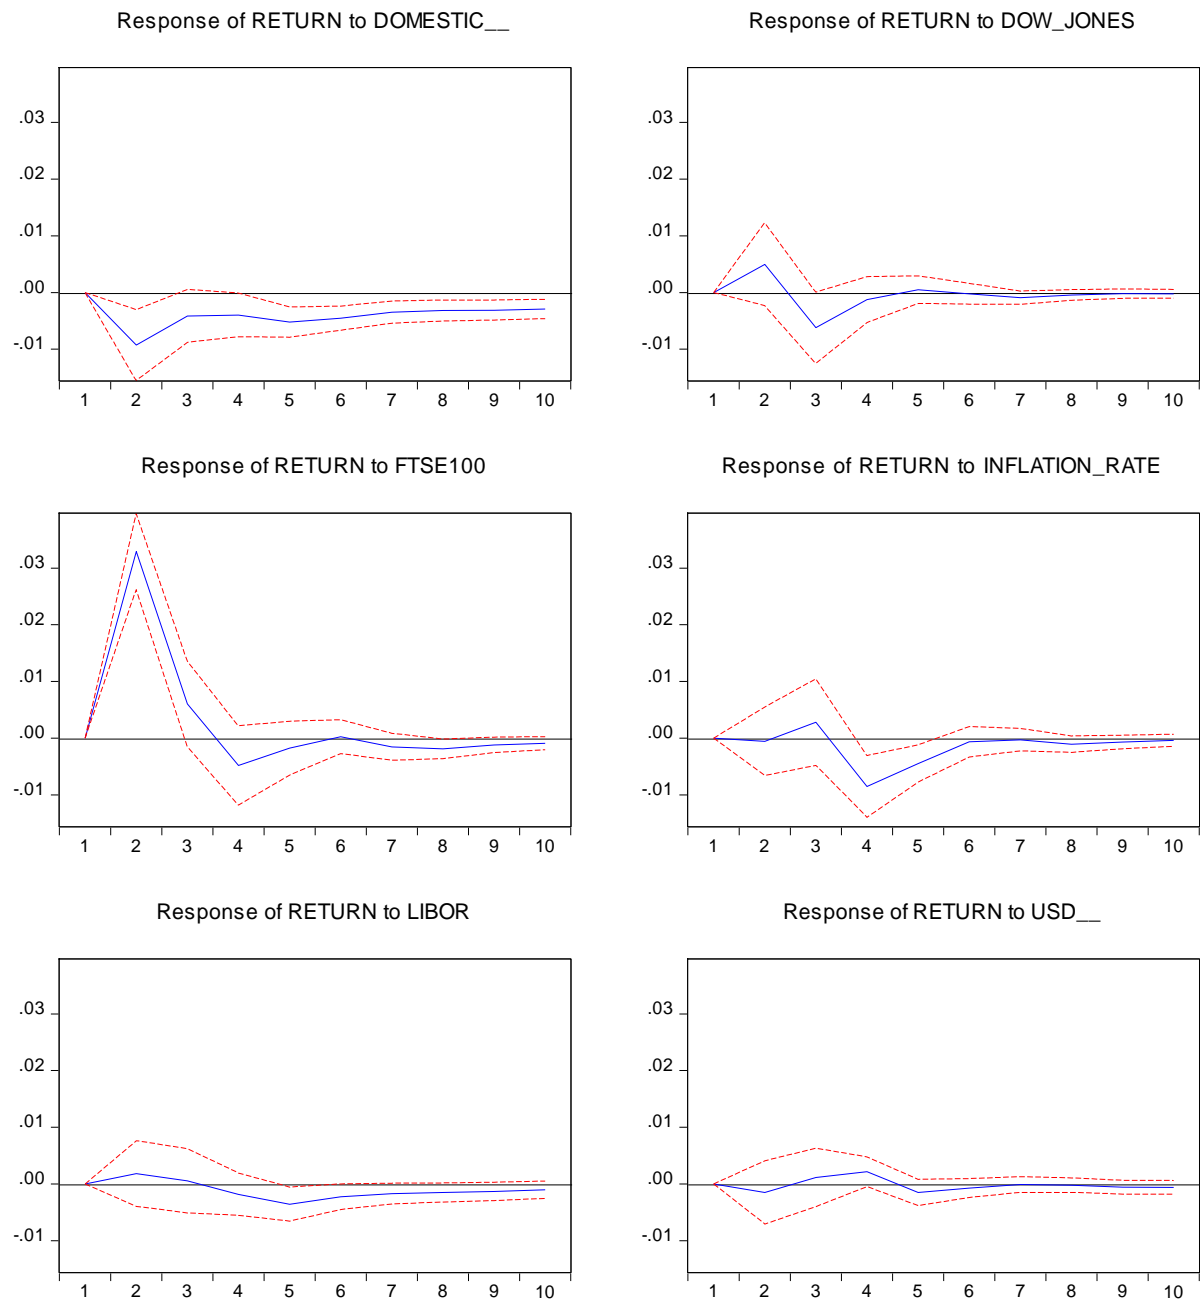 Response of RETURN to DOMESTIC__
.03
.02
.01
.00
-.01
1 2 3 4 5 6 7 8 9 10
Response of RETURN to DOW_JONES
.03
.02
.01
.00
-.01
1 2 3 4 5 6 7 8 9 10
Response of RETURN to FTSE100
.03
.02
.01
.00
-.01
1 2 3 4 5 6 7 8 9 10
Response of RETURN to INFLATION_RATE
.03
.02
.01
.00
-.01
1 2 3 4 5 6 7 8 9 10
Response of RETURN to LIBOR
.03
.02
.01
.00
-.01
1 2 3 4 5 6 7 8 9 10
Response of RETURN to USD__
.03
.02
.01
.00
-.01
1 2 3 4 5 6 7 8 9 10